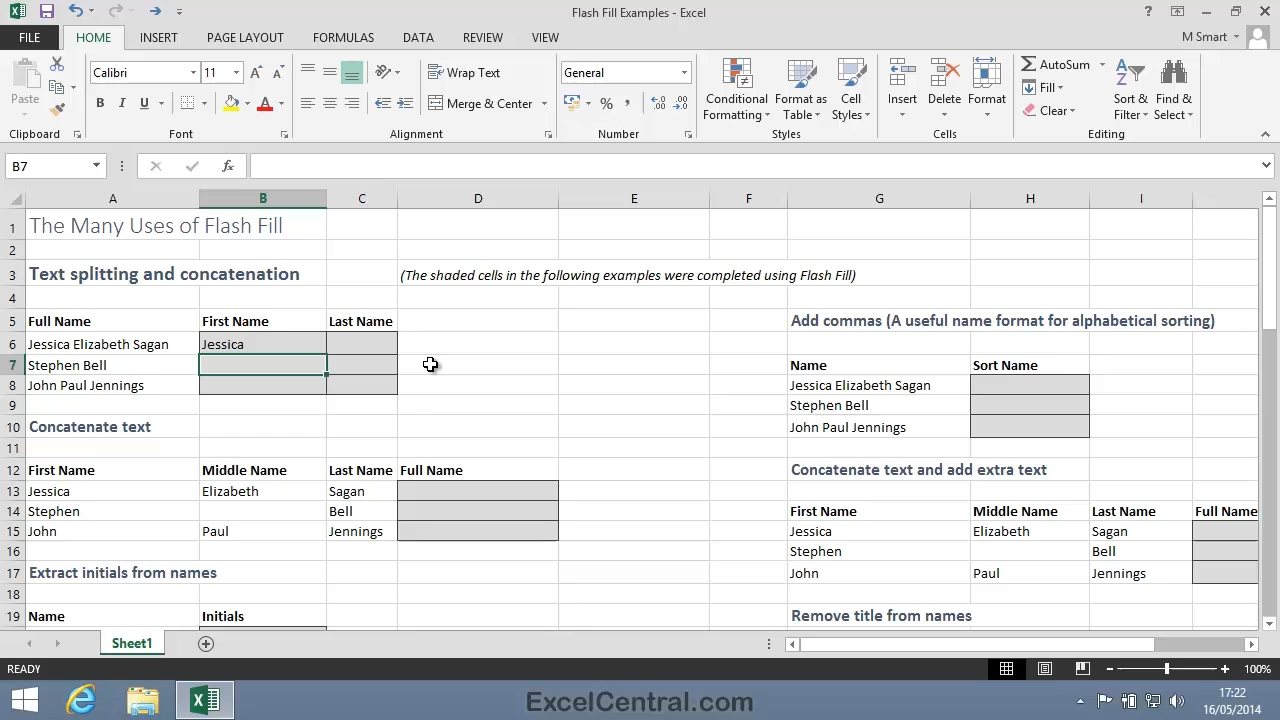 Flash Fill Examples - Excel
FILE HOME INSERT PAGE LAYOUT FORMULAS DATA REVIEW VIEW M Smart
Paste Calibri 11 Wrap Text General Conditional Formatting Format as Table Cell Styles Insert Delete Format AutoSum Fill Clear Sort & Filter Find & Select
B I U A Merge & Center % ,
Clipboard Font Alignment Number Styles Cells Editing
B7 fx
A B C D E F G H I
1 The Many Uses of Flash Fill
2
3 Text splitting and concatenation (The shaded cells in the following examples were completed using Flash Fill)
4
5 Full Name First Name Last Name Add commas (A useful name format for alphabetical sorting)
6 Jessica Elizabeth Sagan Jessica
7 Stephen Bell Name Sort Name
8 John Paul Jennings Jessica Elizabeth Sagan
9 Stephen Bell
10 Concatenate text John Paul Jennings
11
12 First Name Middle Name Last Name Full Name Concatenate text and add extra text
13 Jessica Elizabeth Sagan
14 Stephen Bell First Name Middle Name Last Name Full Name
15 John Paul Jennings Jessica Elizabeth Sagan
16 Stephen Bell
17 Extract initials from names John Paul Jennings
18
19 Name Initials Remove title from names
Sheet1
READY 100%
ExcelCentral.com 17:22
16/05/2014